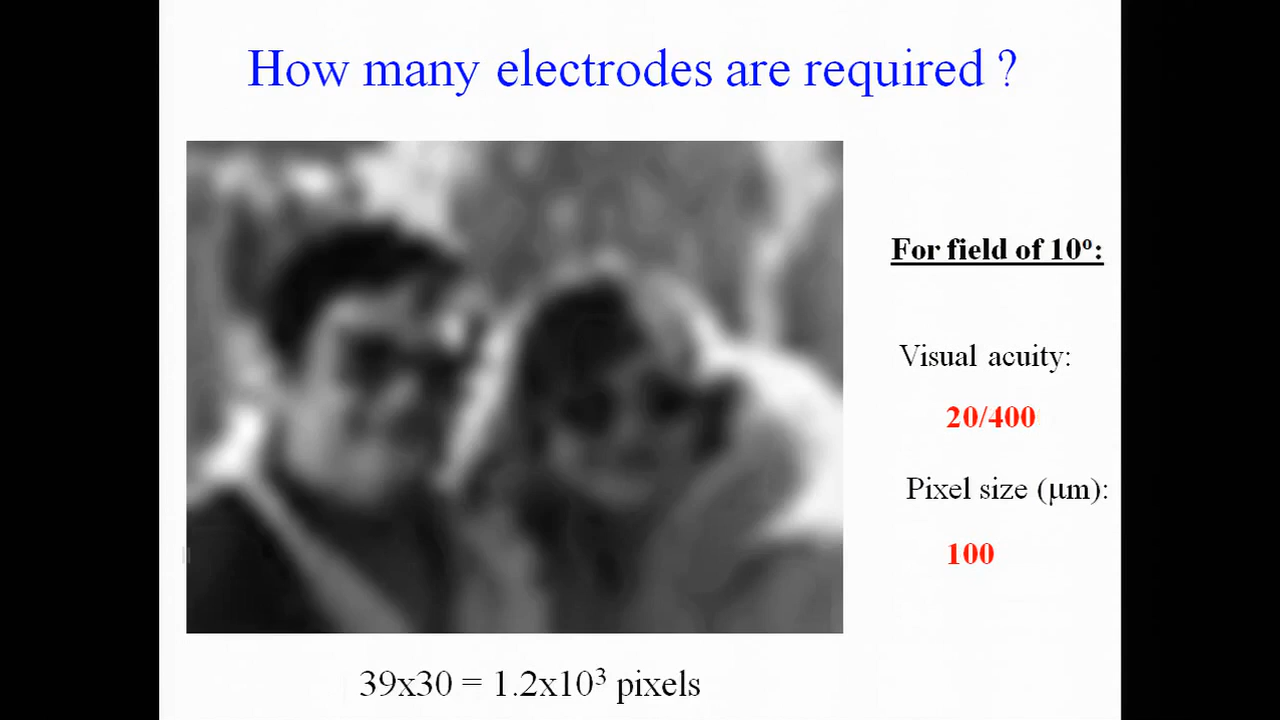 How many electrodes are required ?
For field of 10º:
Visual acuity:
20/400
Pixel size (μm):
100
39x30 = 1.2x10³ pixels